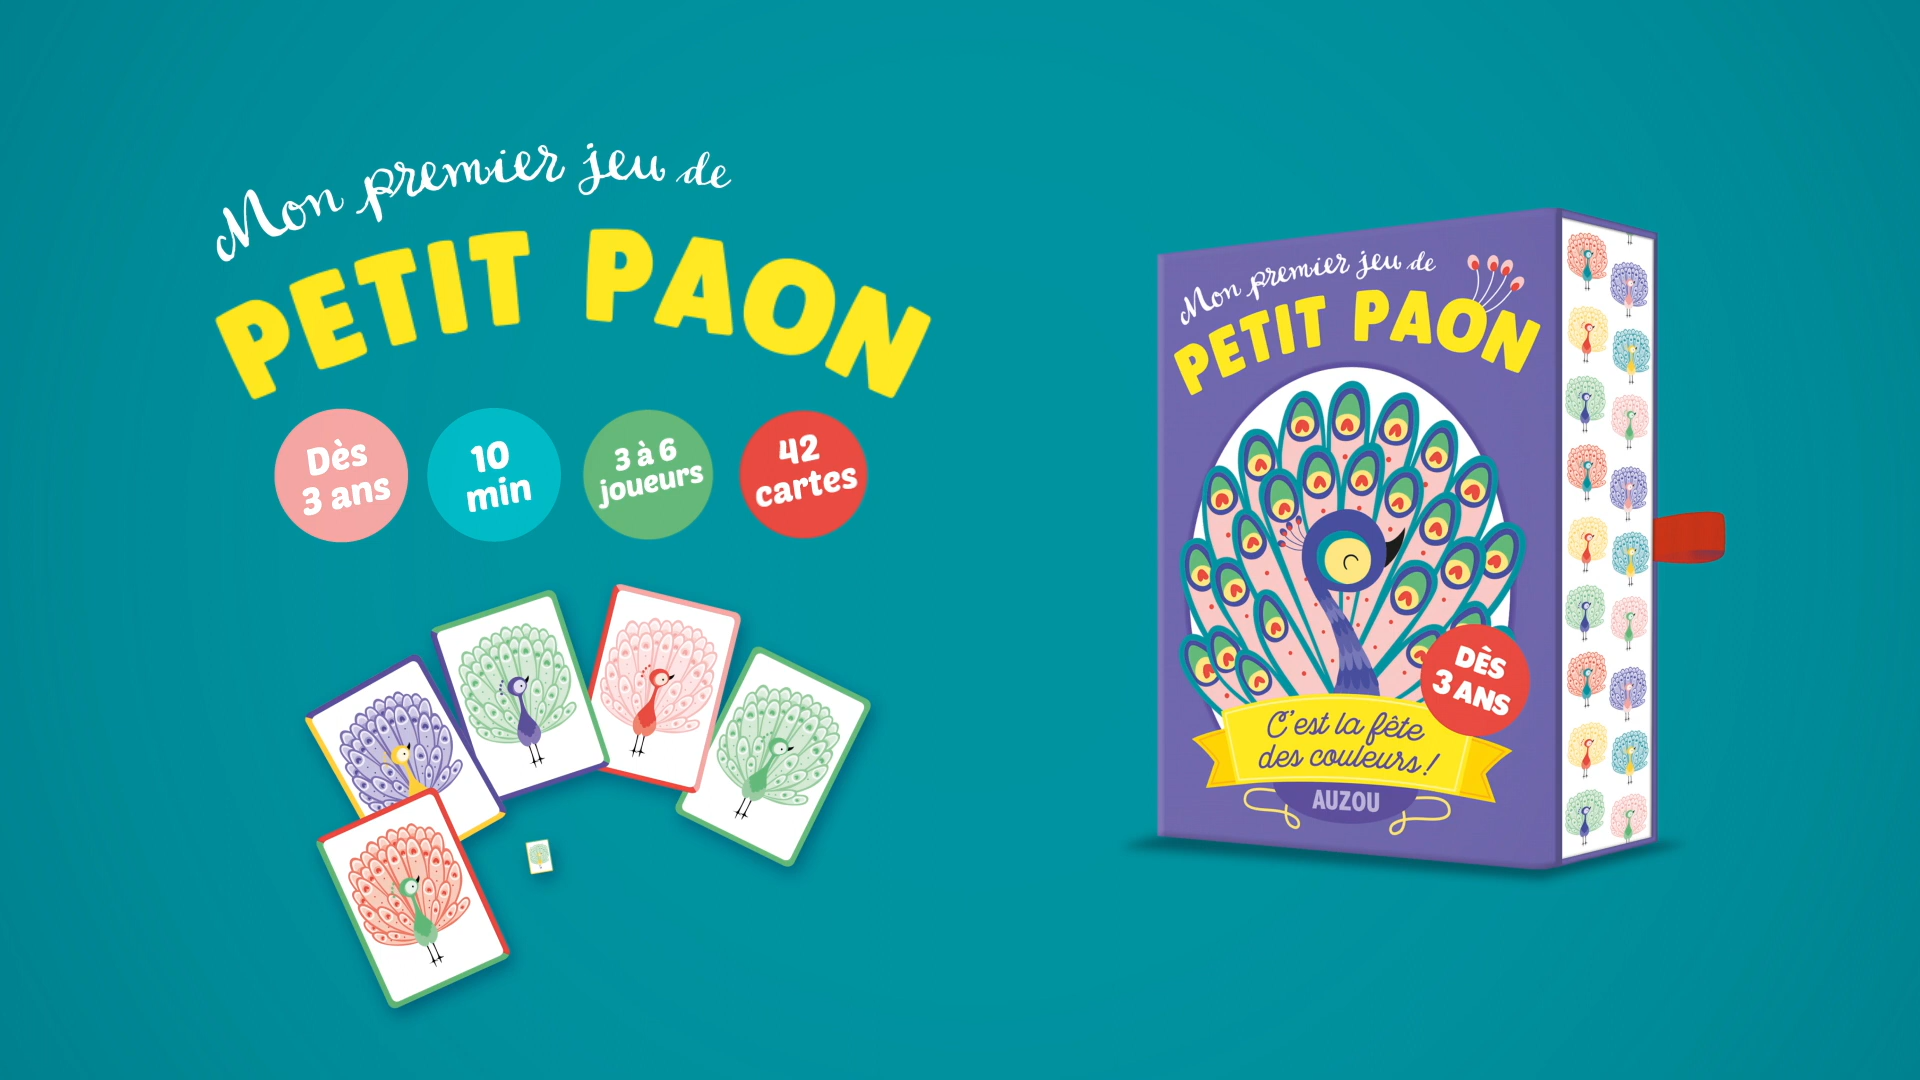 Mon premier jeu de
PETIT PAON
Dès
3 ans
10
min
3 à 6
joueurs
42
cartes
Mon premier jeu de
PETIT PAON
DÈS
3 ANS
C'est la fête
des couleurs !
AUZOU